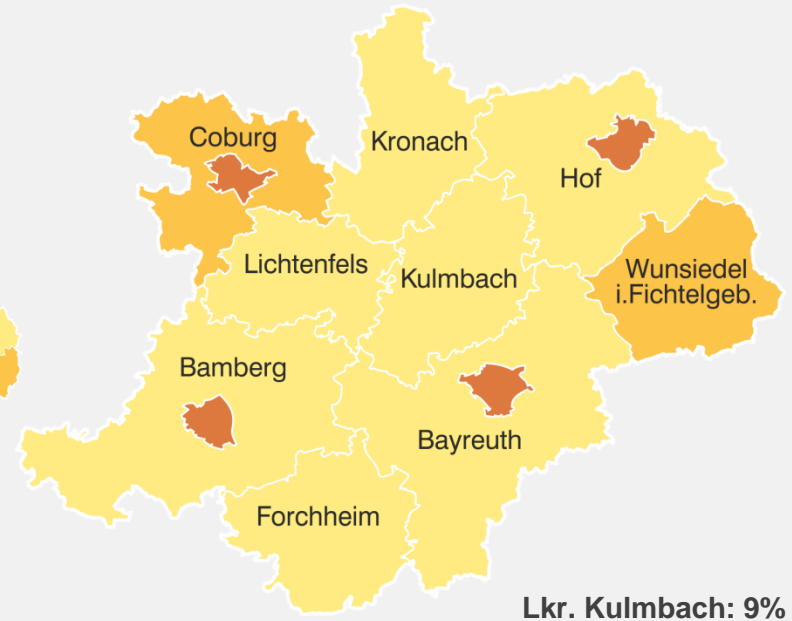 Coburg
Kronach
Hof
Lichtenfels
Kulmbach
Wunsiedel
i.Fichtelgeb.
Bamberg
Bayreuth
Forchheim
Lkr. Kulmbach: 9%